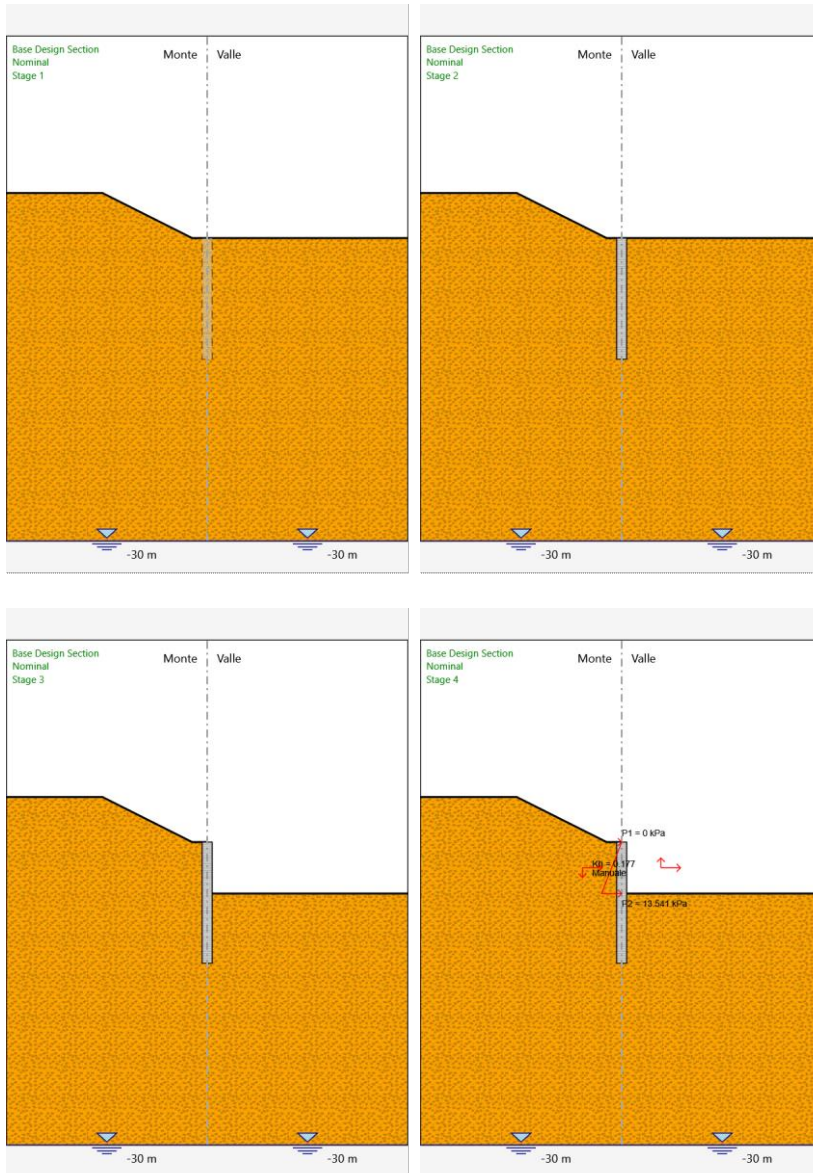 Base Design Section
Nominal
Stage 1
Monte Valle
-30 m -30 m
Base Design Section
Nominal
Stage 2
Monte Valle
-30 m -30 m
Base Design Section
Nominal
Stage 3
Monte Valle
-30 m -30 m
Base Design Section
Nominal
Stage 4
Monte Valle
P1 = 0 kPa
Kh = 0.177
Manuale
P2 = 13.541 kPa
-30 m -30 m